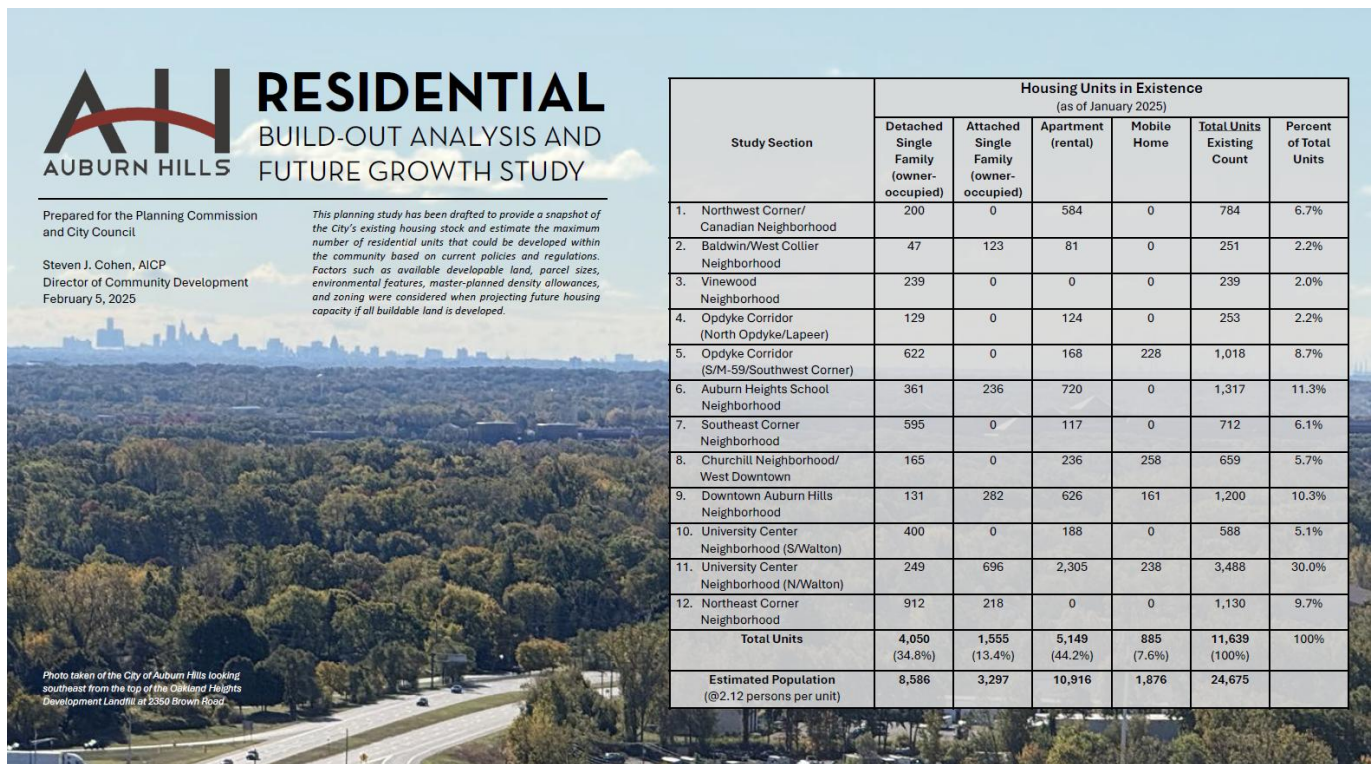 AH
AUBURN HILLS
RESIDENTIAL
BUILD-OUT ANALYSIS AND
FUTURE GROWTH STUDY
Prepared for the Planning Commission
and City Council
Steven J. Cohen, AICP
Director of Community Development
February 5, 2025
This planning study has been drafted to provide a snapshot of
the City's existing housing stock and estimate the maximum
number of residential units that could be developed within
the community based on current policies and regulations.
Factors such as available developable land, parcel sizes,
environmental features, master-planned density allowances,
and zoning were considered when projecting future housing
capacity if all buildable land is developed.
Photo taken of the City of Auburn Hills looking
southeast from the top of the Oakland Heights
Development Landfill at 2350 Brown Road
Housing Units in Existence
(as of January 2025)
Study Section
Detached Single Family (owner-occupied)
Attached Single Family (owner-occupied)
Apartment (rental)
Mobile Home
Total Units Existing Count
Percent of Total Units
1. Northwest Corner/ 200 0 584 0 784 6.7%
Canadian Neighborhood
2. Baldwin/West Collier 47 123 81 0 251 2.2%
Neighborhood
3. Vinewood 239 0 0 0 239 2.0%
Neighborhood
4. Opdyke Corridor 129 0 124 0 253 2.2%
(North Opdyke/Lapeer)
5. Opdyke Corridor 622 0 168 228 1,018 8.7%
(S/M-59/Southwest Corner)
6. Auburn Heights School 361 236 720 0 1,317 11.3%
Neighborhood
7. Southeast Corner 595 0 117 0 712 6.1%
Neighborhood
8. Churchill Neighborhood/ 165 0 236 258 659 5.7%
West Downtown
9. Downtown Auburn Hills 131 282 626 161 1,200 10.3%
Neighborhood
10. University Center 400 0 188 0 588 5.1%
Neighborhood (S/Walton)
11. University Center 249 696 2,305 238 3,488 30.0%
Neighborhood (N/Walton)
12. Northeast Corner 912 218 0 0 1,130 9.7%
Neighborhood
Total Units 4,050 1,555 5,149 885 11,639 100%
(34.8%) (13.4%) (44.2%) (7.6%) (100%)
Estimated Population 8,586 3,297 10,916 1,876 24,675
(@2.12 persons per unit)